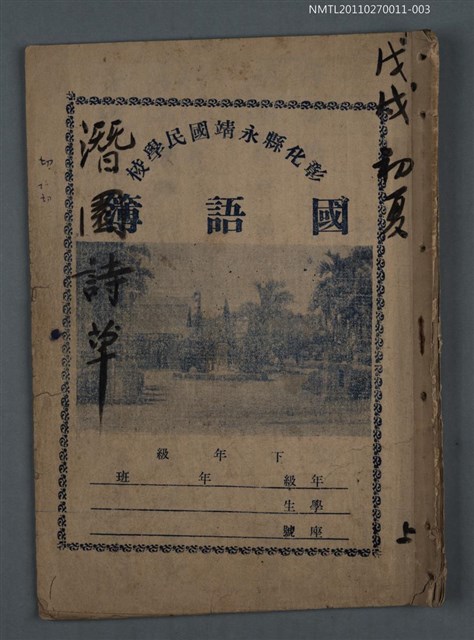 NMTL20110270011-003
戊戌初夏
上
彰化縣永靖國民學校
國語簿
潛園詩草
下年級
年級 年 班
學生
座號